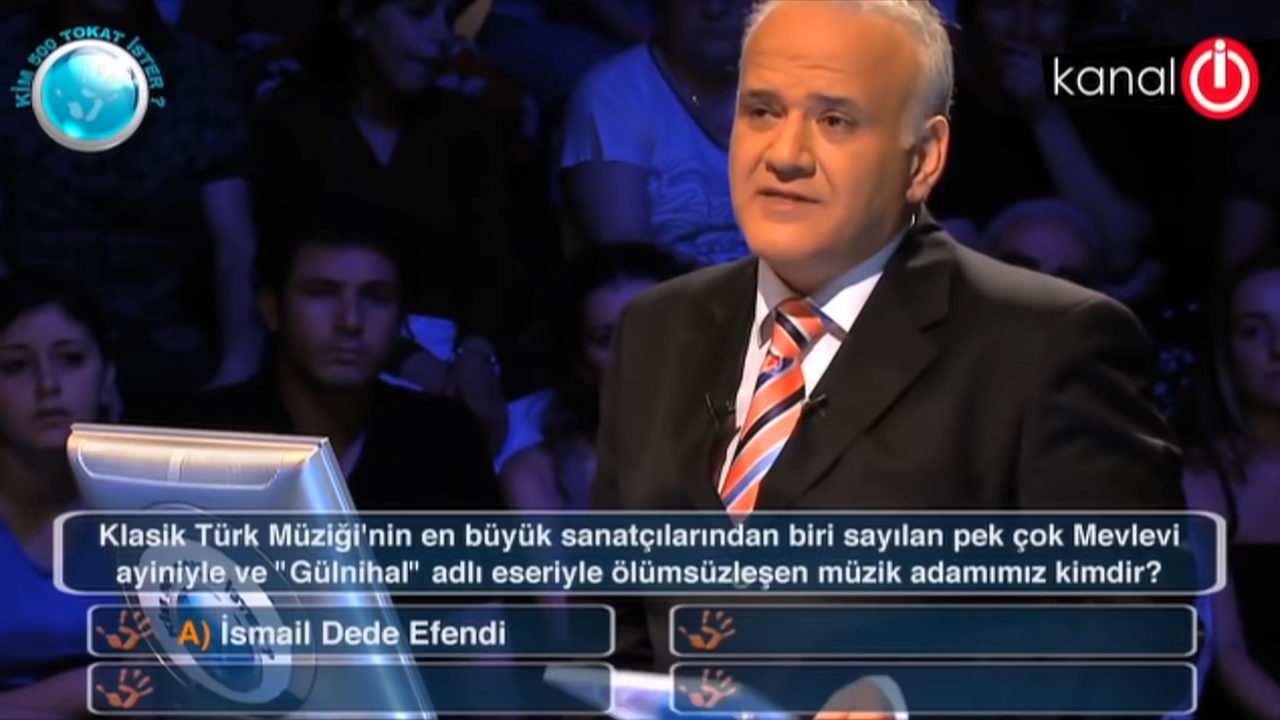 KİM 500 TOKAT İSTER ?
kanal i
Klasik Türk Müziği'nin en büyük sanatçılarından biri sayılan pek çok Mevlevi
ayiniyle ve "Gülnihal" adlı eseriyle ölümsüzleşen müzik adamımız kimdir?
A) İsmail Dede Efendi